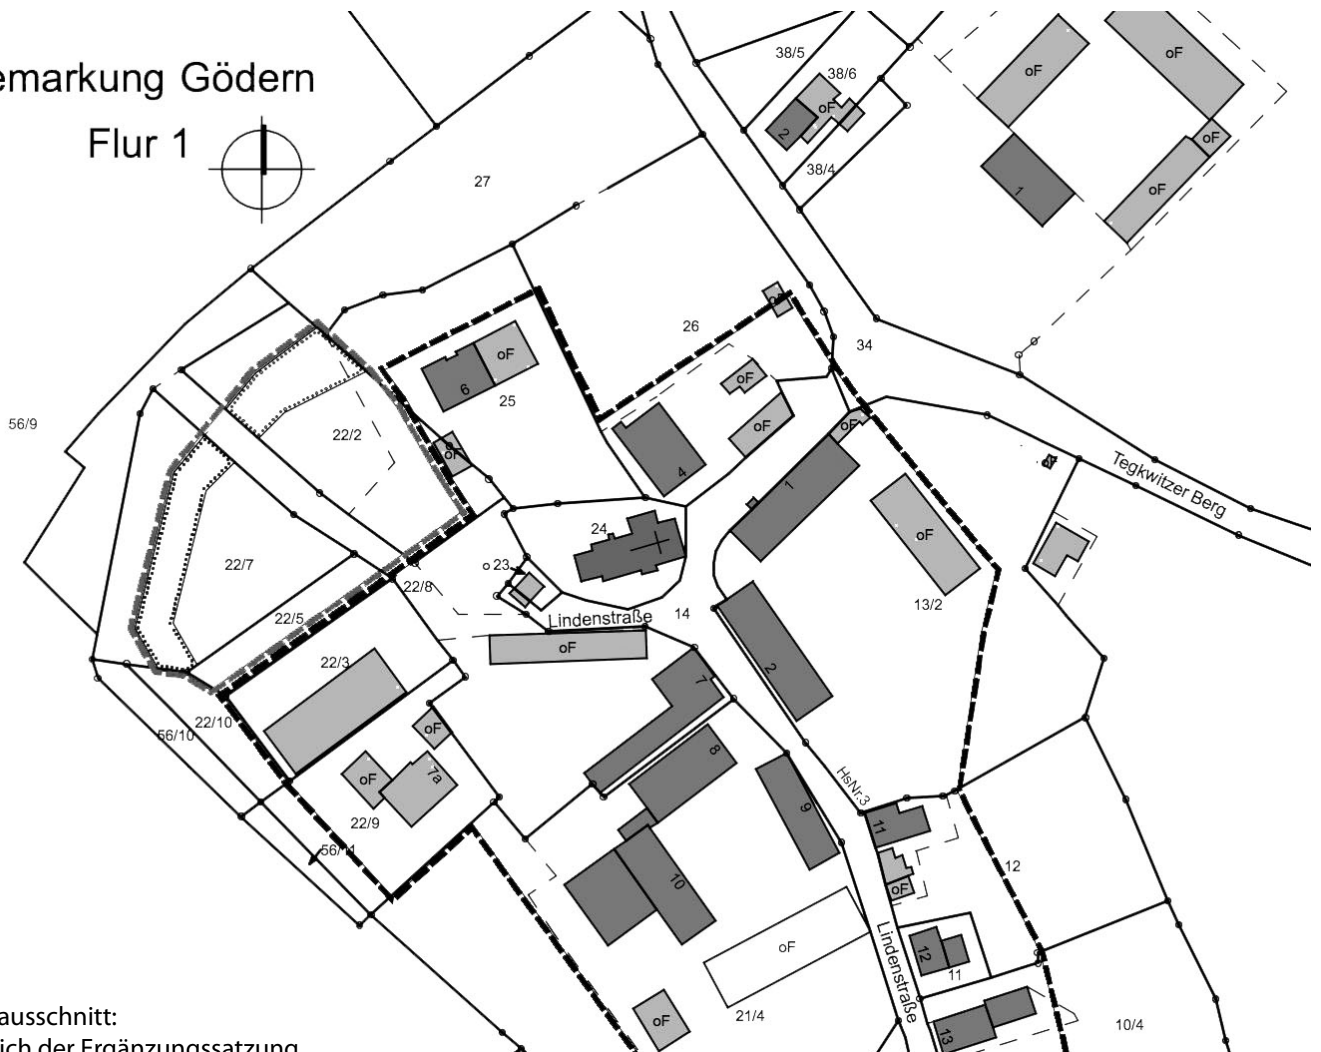 emarkung Gödern
Flur 1
38/5
38/6
oF
oF
oF
oF
2
38/4
oF
1
27
26
34
oF
6
25
oF
oF
oF
4
56/9
22/2
oF
oF
1
Tegkwitzer Berg
24
oF
22/7
23
22/8
13/2
22/5
Lindenstraße
14
oF
22/3
2
7
22/10
56/10
oF
8
oF
7a
HsNr.3
9
22/9
11
56/11
12
10
oF
oF
Lindenstraße
12
11
21/4
oF
13
10/4
ausschnitt:
ich der Ergänzungssatzung